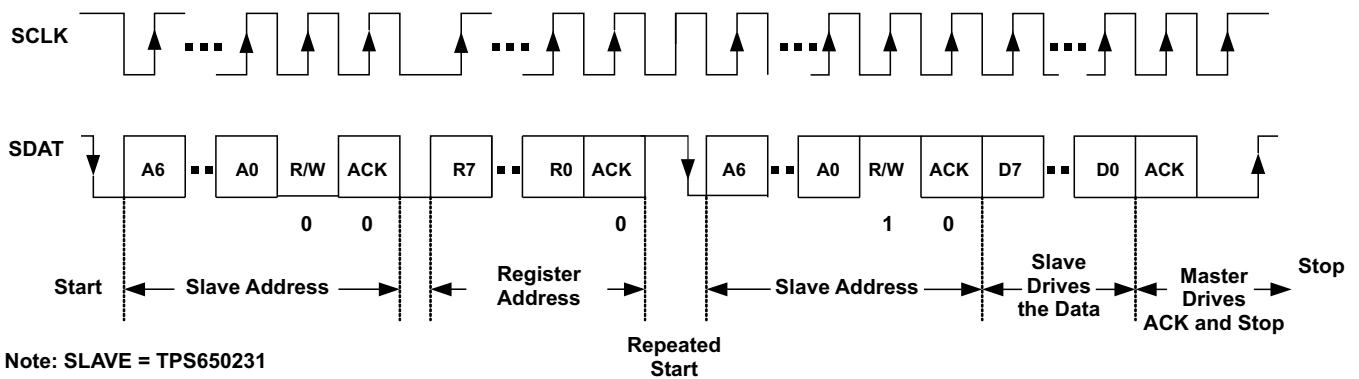 SCLK
SDAT
A6 A0 R/W ACK R7 R0 ACK A6 A0 R/W ACK D7 D0 ACK
0 0 0 1 0
Start
Slave Address
Register
Address
Repeated
Start
Slave Address
Slave
Drives
the Data
Master
Drives
ACK and Stop
Stop
Note: SLAVE = TPS650231